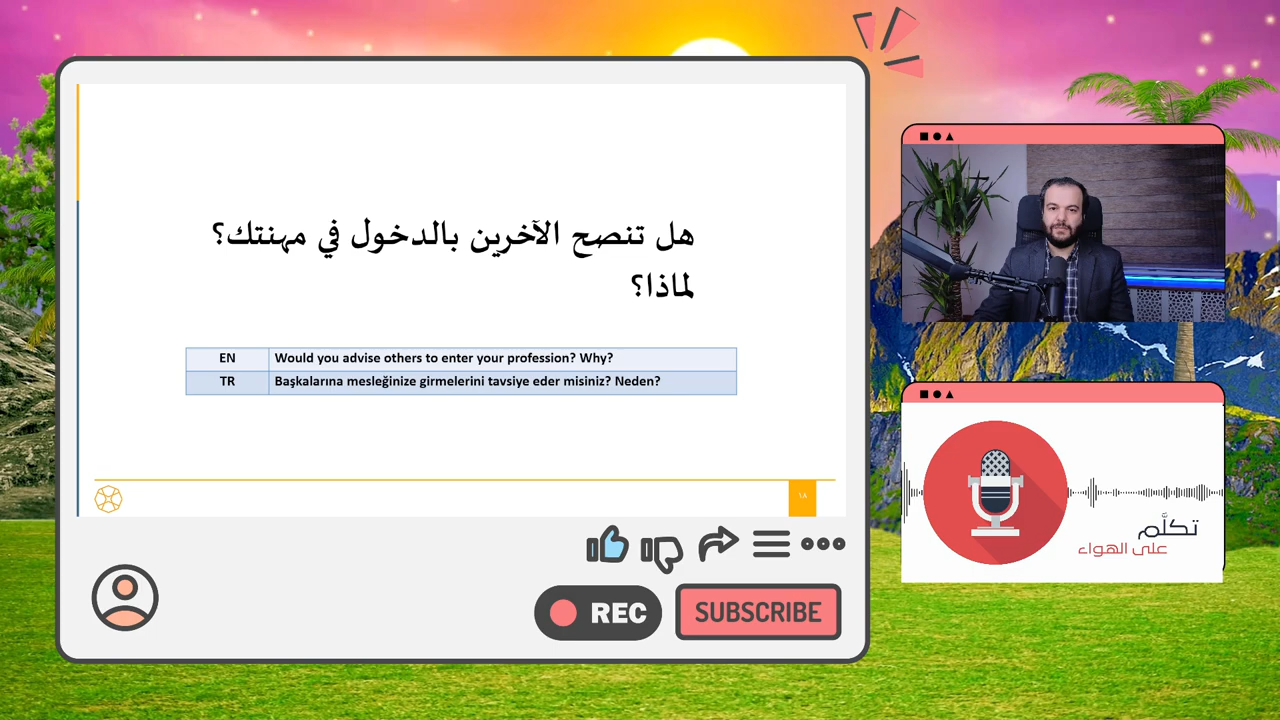 هل تنصح الآخرين بالدخول في مهنتك؟
لماذا؟
EN Would you advise others to enter your profession? Why?
TR Başkalarına mesleğinize girmelerini tavsiye eder misiniz? Neden?
١٨
REC
SUBSCRIBE
تكلَّم
على الهواء